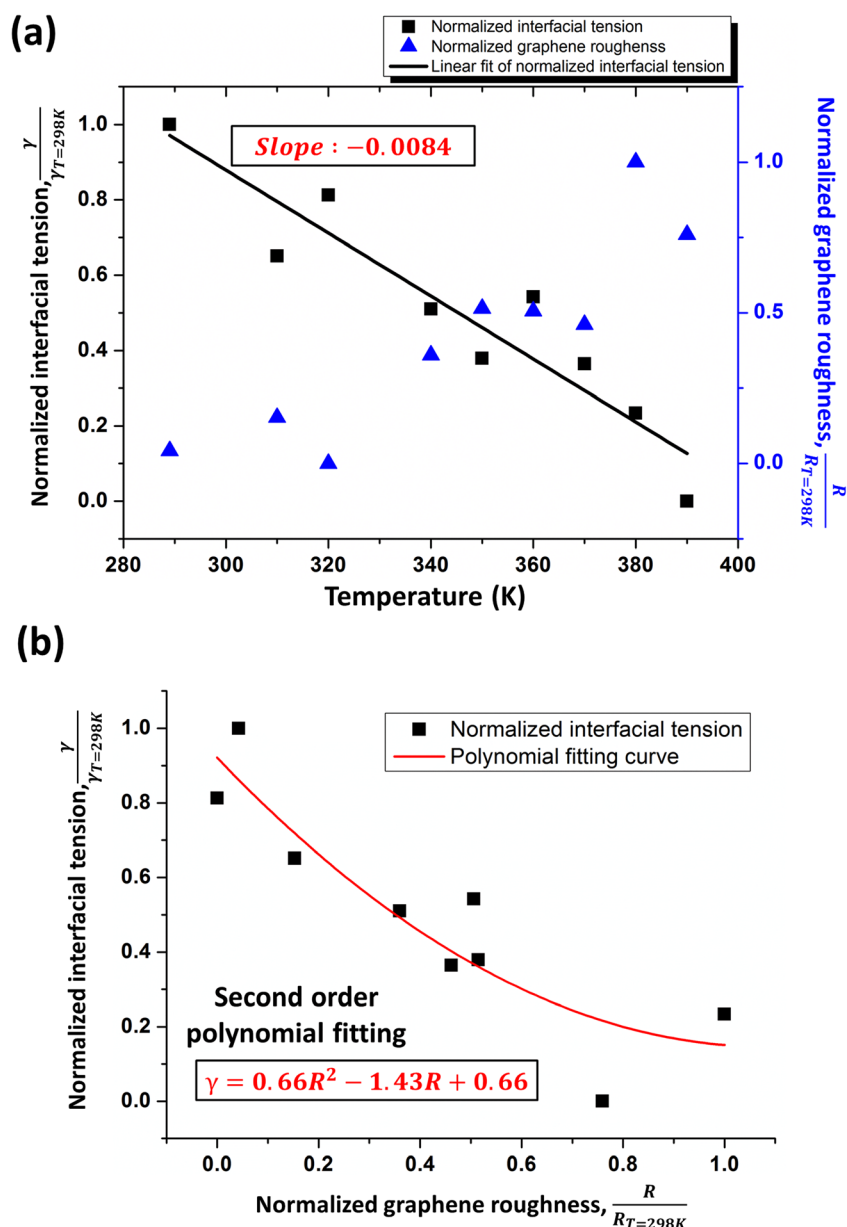 (a)
Normalized interfacial tension
Normalized graphene roughenss
Linear fit of normalized interfacial tension
Slope : −0.0084
Normalized interfacial tension, γ/γT=298K
1.0
0.8
0.6
0.4
0.2
0.0
Normalized graphene roughness, R/RT=298K
1.0
0.5
0.0
280 300 320 340 360 380 400
Temperature (K)
(b)
Normalized interfacial tension
Polynomial fitting curve
Normalized interfacial tension, γ/γT=298K
1.0
0.8
0.6
0.4
0.2
0.0
Second order
polynomial fitting
γ = 0.66R² − 1.43R + 0.66
0.0 0.2 0.4 0.6 0.8 1.0
Normalized graphene roughness, R/RT=298K